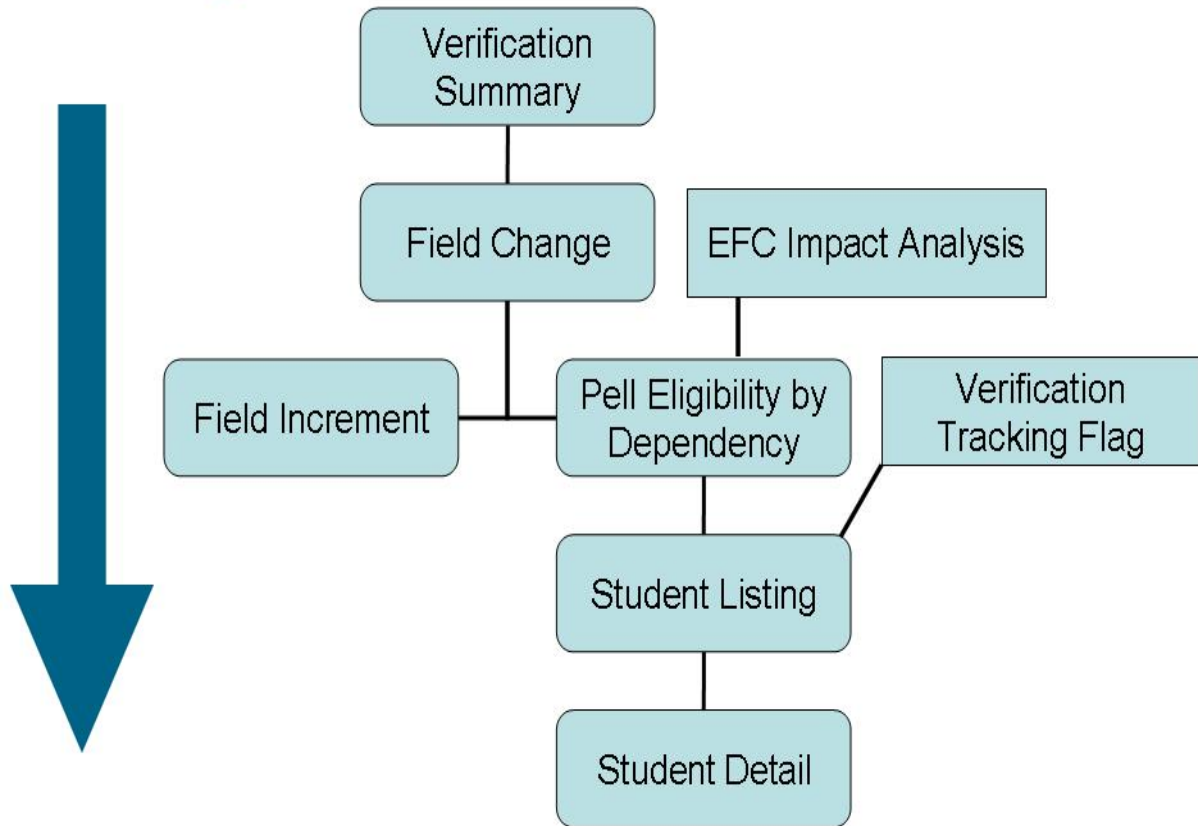 Verification
Summary
Field Change
EFC Impact Analysis
Field Increment
Pell Eligibility by
Dependency
Verification
Tracking Flag
Student Listing
Student Detail